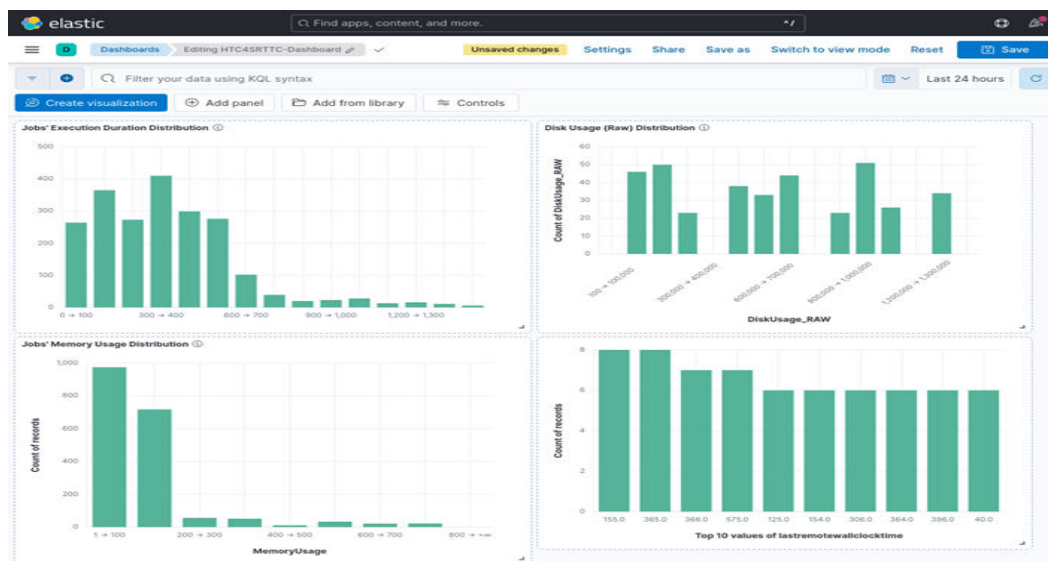 elastic
Find apps, content, and more.
^/
D
Dashboards
Editing HTC4SRTTC-Dashboard
Unsaved changes
Settings
Share
Save as
Switch to view mode
Reset
Save
Filter your data using KQL syntax
Last 24 hours
Create visualization
Add panel
Add from library
Controls
Jobs' Execution Duration Distribution
500
400
300
200
100
0
0 → 100
300 → 400
600 → 700
900 → 1,000
1,200 → 1,300
Disk Usage (Raw) Distribution
Count of DiskUsage_RAW
60
50
40
30
20
10
0
100 → 100,000
300,000 → 400,000
600,000 → 700,000
900,000 → 1,000,000
1,200,000 → 1,300,000
DiskUsage_RAW
Jobs' Memory Usage Distribution
Count of records
1,000
800
600
400
200
0
1 → 100
200 → 300
400 → 500
600 → 700
800 → +∞
MemoryUsage
Count of records
8
6
4
2
0
155.0
365.0
366.0
575.0
125.0
154.0
306.0
364.0
396.0
40.0
Top 10 values of lastremotewallclocktime